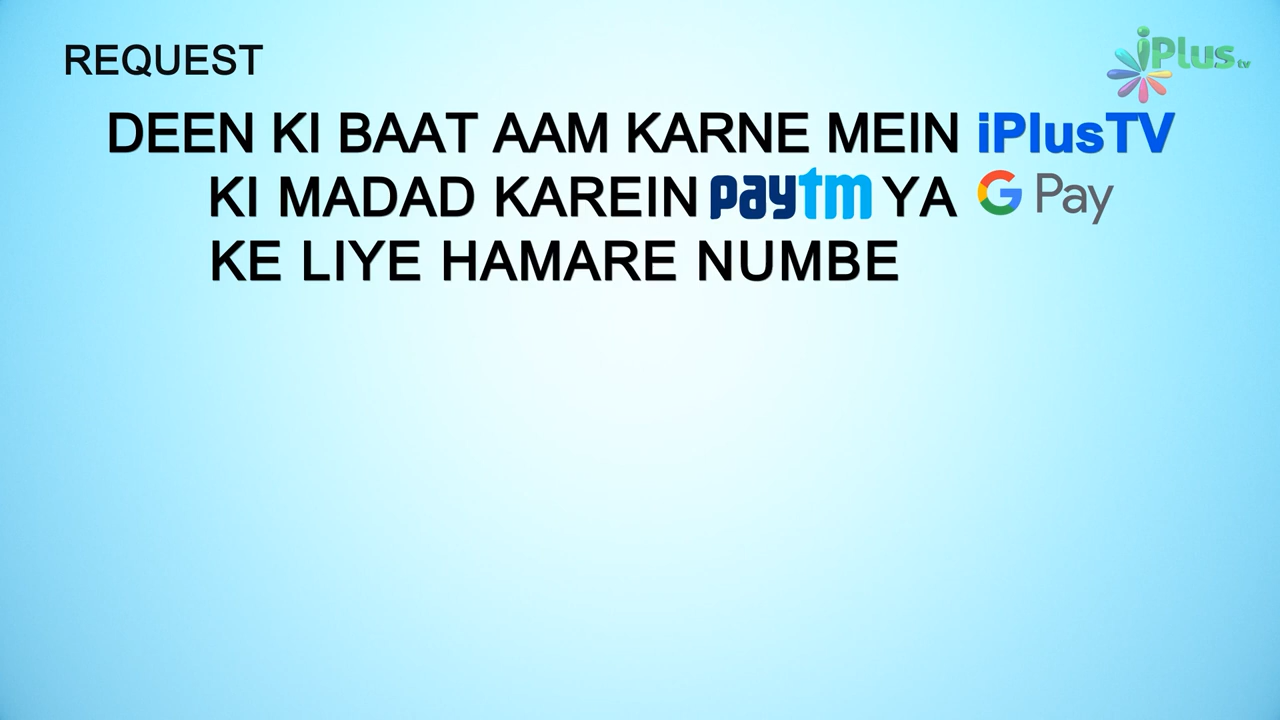 REQUEST
iPlus tv
DEEN KI BAAT AAM KARNE MEIN iPlusTV
KI MADAD KAREIN paytm YA G Pay
KE LIYE HAMARE NUMBE